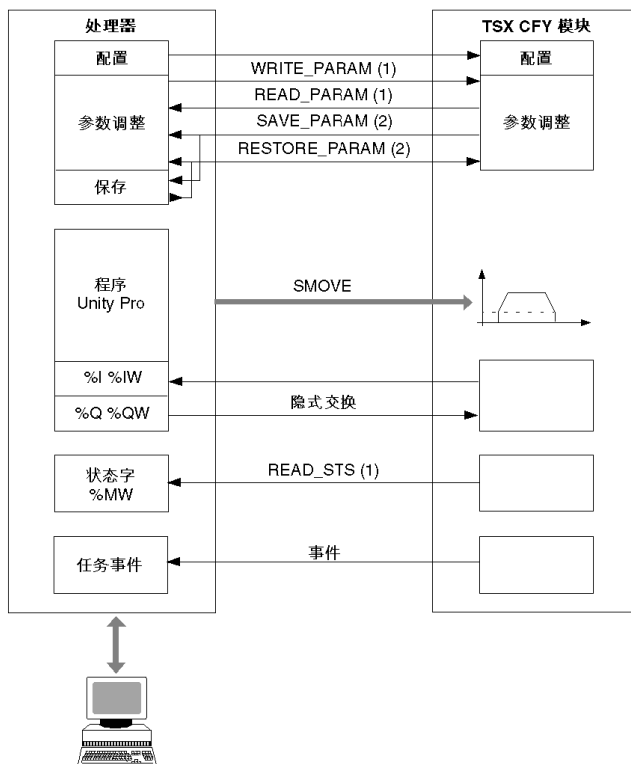 处理器
TSX CFY 模块
配置
配置
WRITE_PARAM (1)
READ_PARAM (1)
参数调整
SAVE_PARAM (2)
参数调整
RESTORE_PARAM (2)
保存
程序
Unity Pro
SMOVE
%I %IW
%Q %QW
隐式交换
状态字
%MW
READ_STS (1)
任务事件
事件